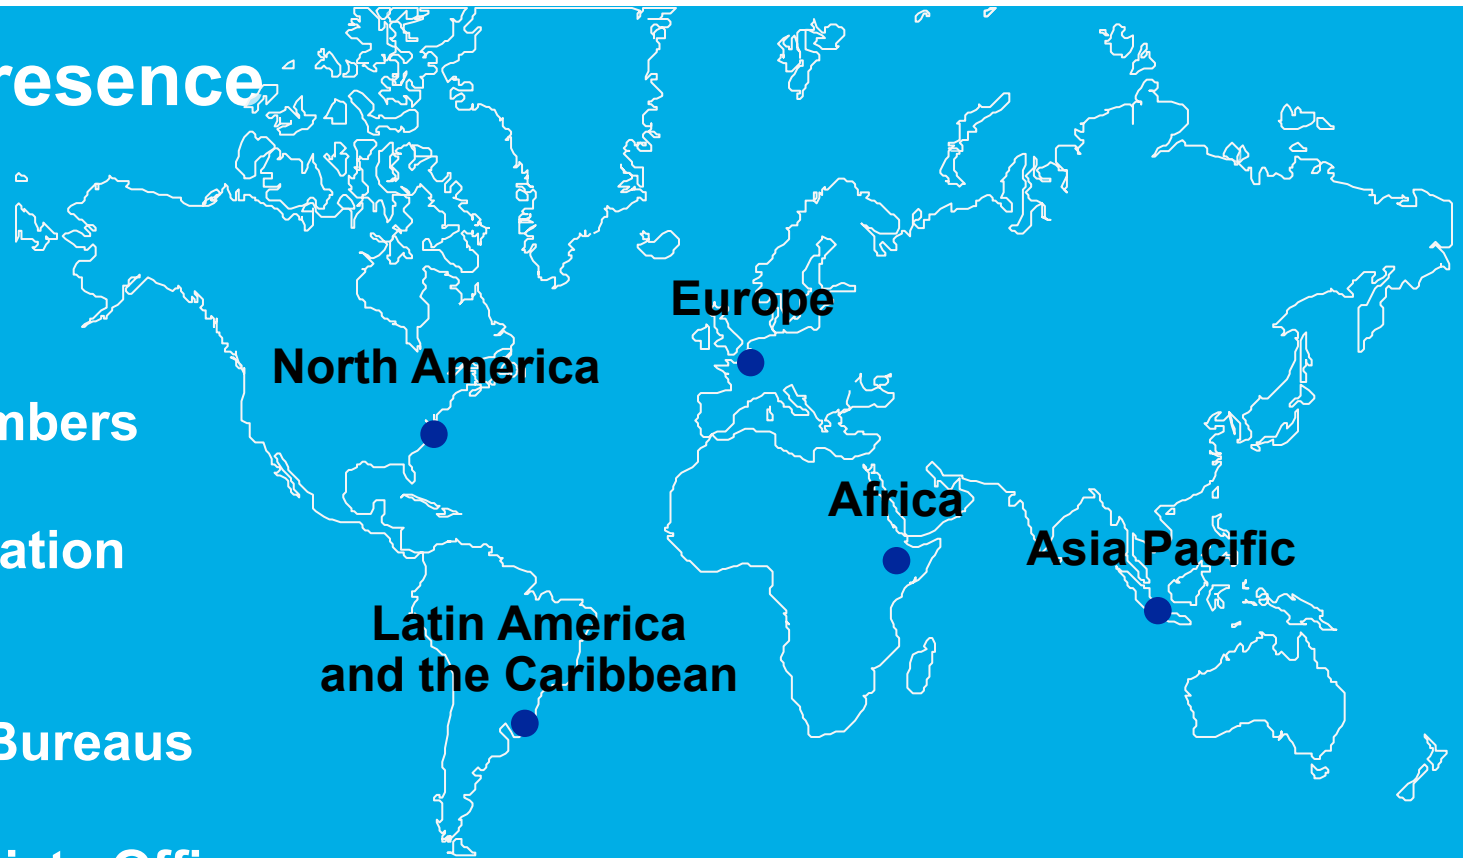 resence
Europe
North America
mbers
Africa
Asia Pacific
ation
Latin America
and the Caribbean
Bureaus